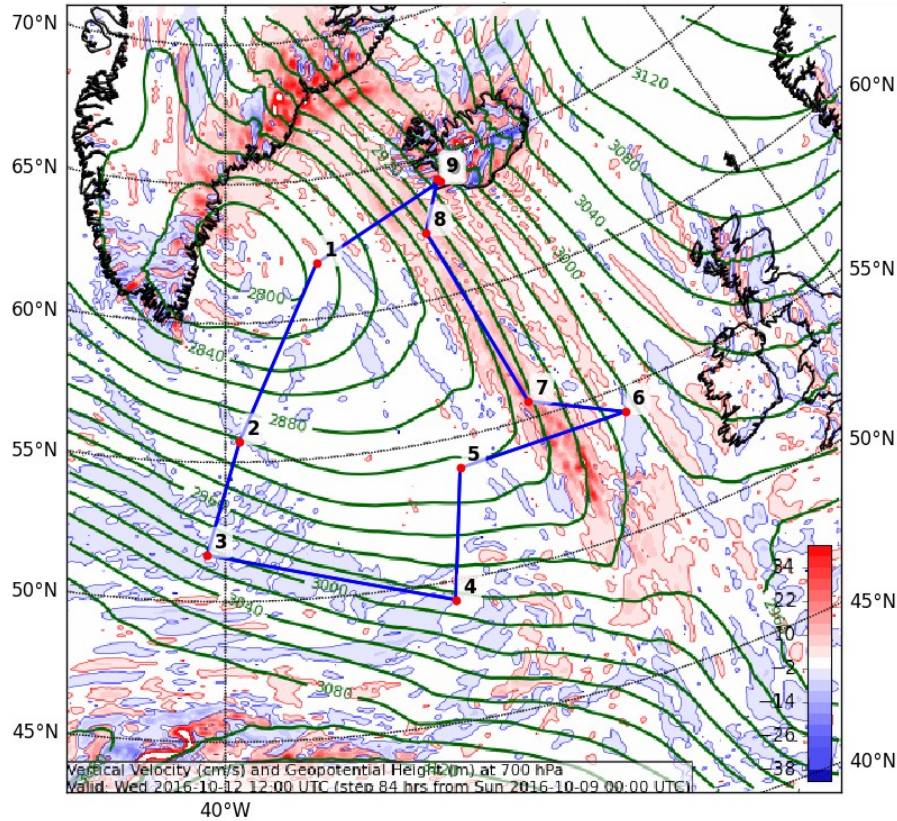 70°N
65°N
60°N
55°N
50°N
45°N
60°N
55°N
50°N
45°N
40°N
40°W
3120
3080
3040
3000
2800
2840
2880
2960
3000
3040
3080
1
2
3
4
5
6
7
8
9
34
22
10
−2
−14
−26
−38
Vertical Velocity (cm/s) and Geopotential Height (m) at 700 hPa
Valid: Wed 2016-10-12 12:00 UTC (step 84 hrs from Sun 2016-10-09 00:00 UTC)